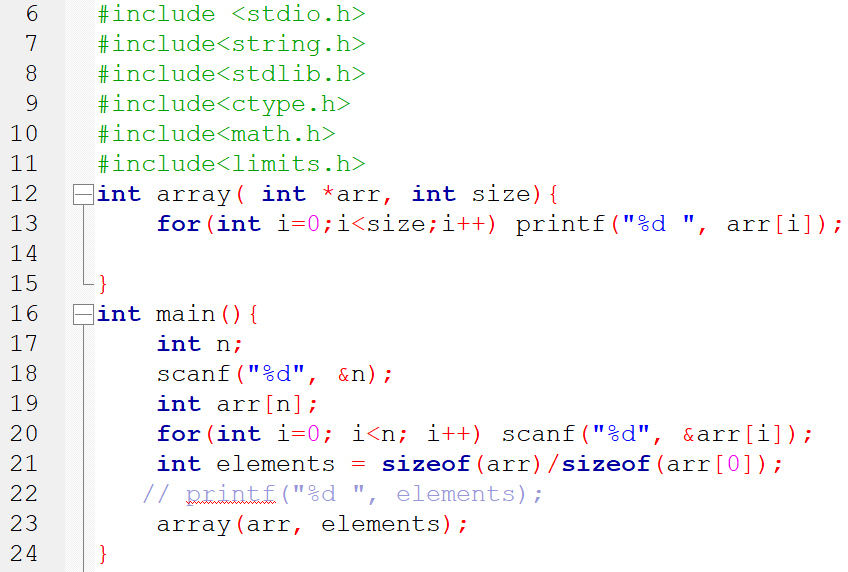 6 #include <stdio.h>
7 #include<string.h>
8 #include<stdlib.h>
9 #include<ctype.h>
10 #include<math.h>
11 #include<limits.h>
12 int array( int *arr, int size){
13 for(int i=0;i<size;i++) printf("%d ", arr[i]);
14
15 }
16 int main(){
17 int n;
18 scanf("%d", &n);
19 int arr[n];
20 for(int i=0; i<n; i++) scanf("%d", &arr[i]);
21 int elements = sizeof(arr)/sizeof(arr[0]);
22 // printf("%d ", elements);
23 array(arr, elements);
24 }